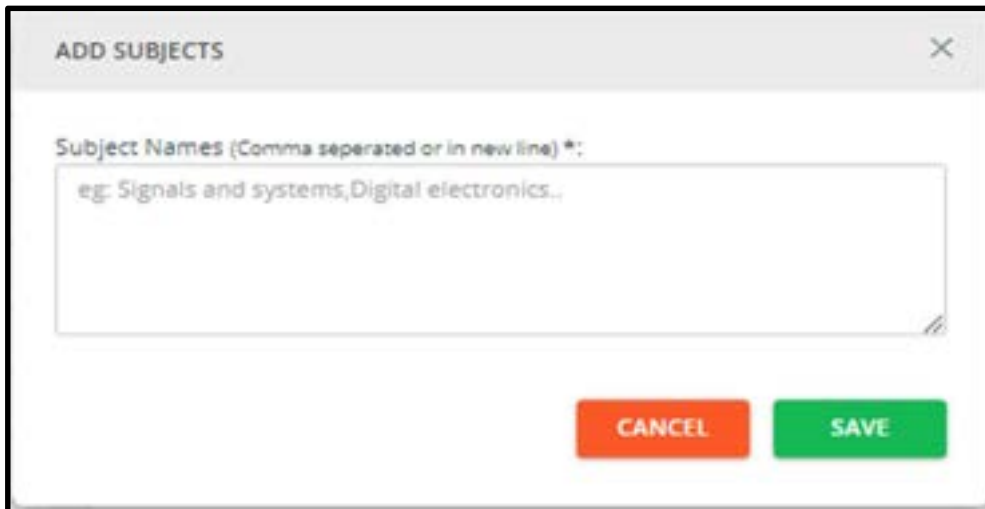 ADD SUBJECTS
Subject Names (Comma seperated or in new line) *:
eg: Signals and systems,Digital electronics..
CANCEL
SAVE